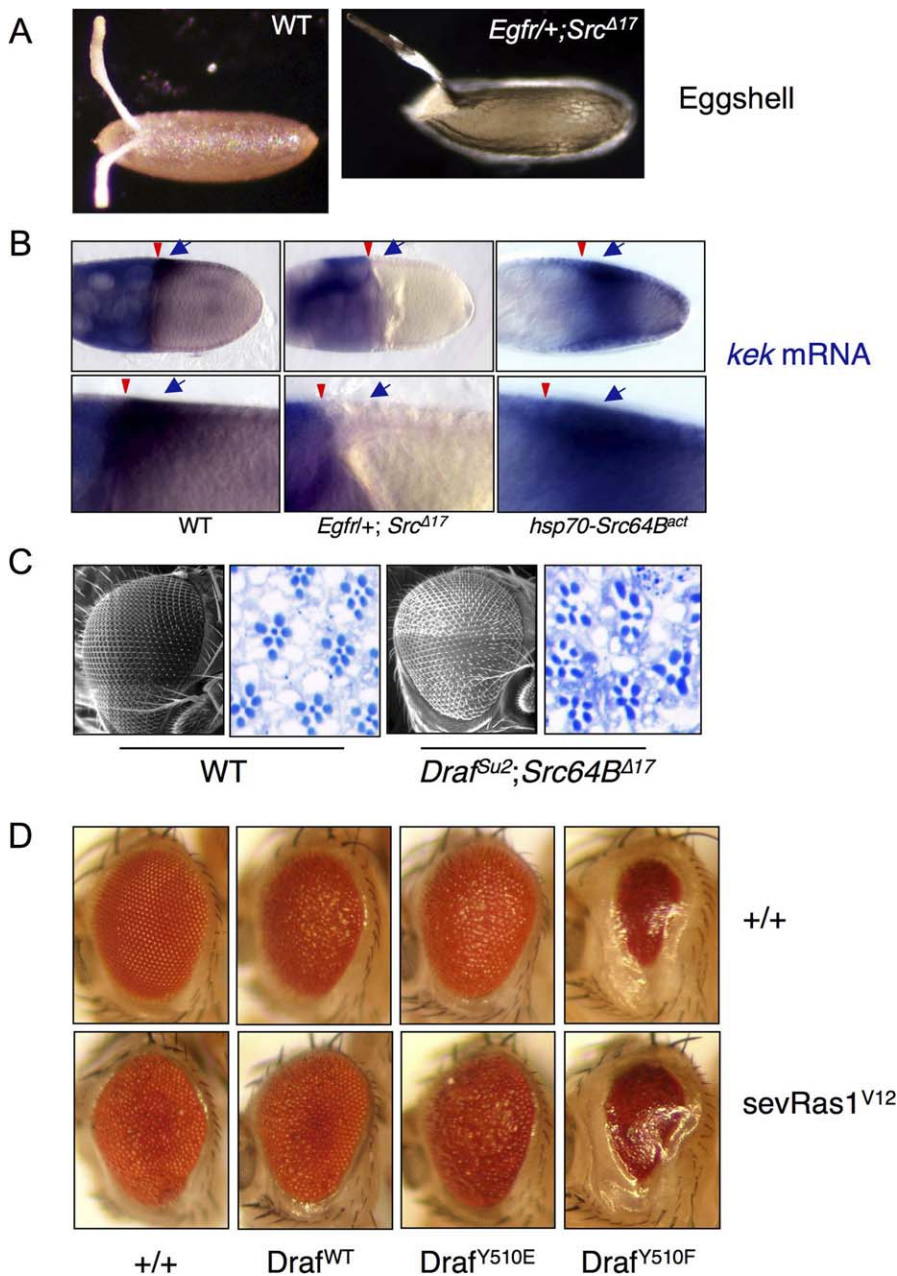 A
WT
Egfr/+;Src^Δ17
Eggshell
B
kek mRNA
WT
Egfr/+; Src^Δ17
hsp70-Src64B^act
C
WT
Draf^Su2;Src64B^Δ17
D
+/+
sevRas1^V12
+/+
Draf^WT
Draf^Y510E
Draf^Y510F